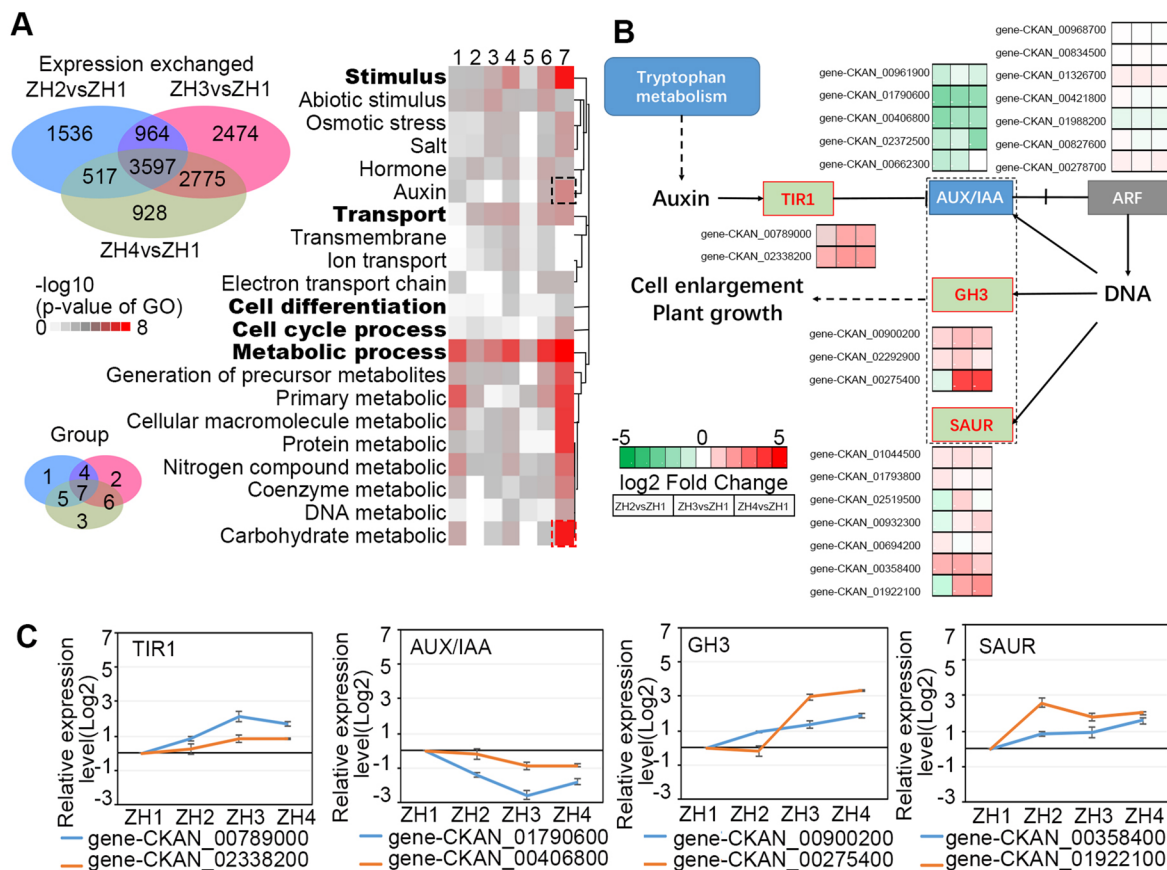 A
Expression exchanged
ZH2vsZH1
ZH3vsZH1
1536
964
2474
3597
517
2775
928
ZH4vsZH1
-log10
(p-value of GO)
0
8
Group
1
4
2
5
7
6
3
1 2 3 4 5 6 7
Stimulus
Abiotic stimulus
Osmotic stress
Salt
Hormone
Auxin
Transport
Transmembrane
Ion transport
Electron transport chain
Cell differentiation
Cell cycle process
Metabolic process
Generation of precursor metabolites
Primary metabolic
Cellular macromolecule metabolic
Protein metabolic
Nitrogen compound metabolic
Coenzyme metabolic
DNA metabolic
Carbohydrate metabolic
B
Tryptophan
metabolism
gene-CKAN_00961900
gene-CKAN_01790600
gene-CKAN_00406800
gene-CKAN_02372500
gene-CKAN_00662300
gene-CKAN_00968700
gene-CKAN_00834500
gene-CKAN_01326700
gene-CKAN_00421800
gene-CKAN_01988200
gene-CKAN_00827600
gene-CKAN_00278700
Auxin
TIR1
AUX/IAA
ARF
gene-CKAN_00789000
gene-CKAN_02338200
Cell enlargement
Plant growth
GH3
DNA
gene-CKAN_00900200
gene-CKAN_02292900
gene-CKAN_00275400
SAUR
-5
0
5
log2 Fold Change
ZH2vsZH1
ZH3vsZH1
ZH4vsZH1
gene-CKAN_01044500
gene-CKAN_01793800
gene-CKAN_02519500
gene-CKAN_00932300
gene-CKAN_00694200
gene-CKAN_00358400
gene-CKAN_01922100
C
Relative expression
level(Log2)
7
5
3
1
-1
-3
TIR1
ZH1 ZH2 ZH3 ZH4
gene-CKAN_00789000
gene-CKAN_02338200
Relative expression
level(Log2)
7
5
3
1
-1
-3
AUX/IAA
ZH1 ZH2 ZH3 ZH4
gene-CKAN_01790600
gene-CKAN_00406800
Relative expression
level(Log2)
7
5
3
1
-1
-3
GH3
ZH1 ZH2 ZH3 ZH4
gene-CKAN_00900200
gene-CKAN_00275400
Relative expression
level(Log2)
7
5
3
1
-1
-3
SAUR
ZH1 ZH2 ZH3 ZH4
gene-CKAN_00358400
gene-CKAN_01922100